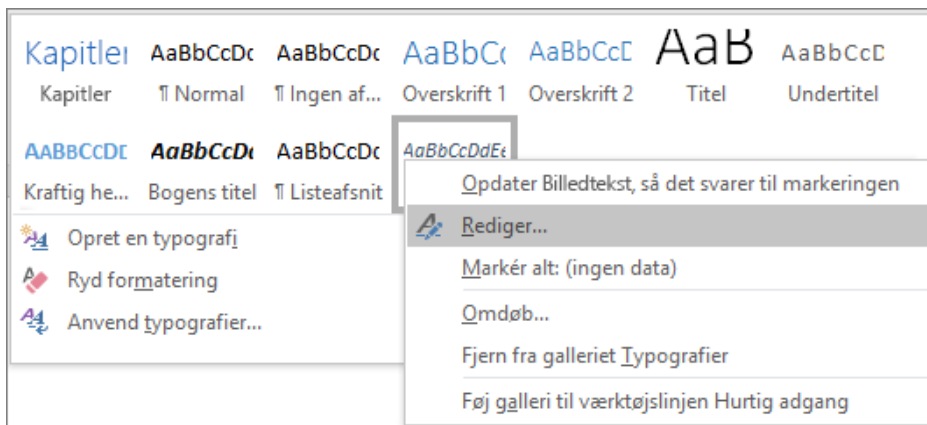 Kapitler AaBbCcDc AaBbCcDc AaBbC( AaBbCcE AaB AaBbCcD
Kapitler ¶ Normal ¶ Ingen af... Overskrift 1 Overskrift 2 Titel Undertitel
AaBbCcDE AaBbCcDc AaBbCcDc AaBbCcDdEe
Kraftig he... Bogens titel ¶ Listeafsnit
Opret en typografi
Ryd formatering
Anvend typografier...
Opdater Billedtekst, så det svarer til markeringen
Rediger...
Markér alt: (ingen data)
Omdøb...
Fjern fra galleriet Typografier
Føj galleri til værktøjslinjen Hurtig adgang